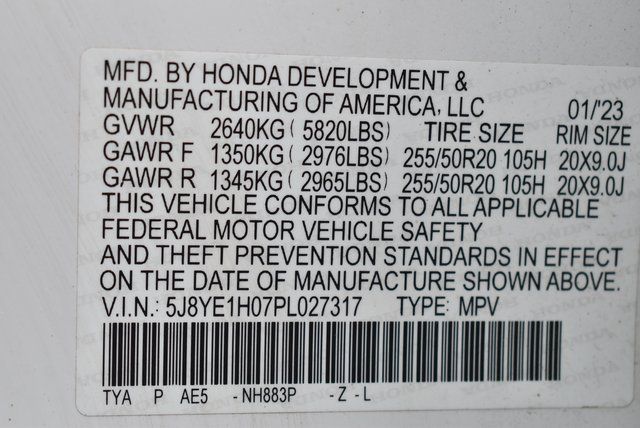 MFD. BY HONDA DEVELOPMENT &
MANUFACTURING OF AMERICA, LLC 01/'23
GVWR 2640KG ( 5820LBS) TIRE SIZE RIM SIZE
GAWR F 1350KG ( 2976LBS) 255/50R20 105H 20X9.0J
GAWR R 1345KG ( 2965LBS) 255/50R20 105H 20X9.0J
THIS VEHICLE CONFORMS TO ALL APPLICABLE
FEDERAL MOTOR VEHICLE SAFETY
AND THEFT PREVENTION STANDARDS IN EFFECT
ON THE DATE OF MANUFACTURE SHOWN ABOVE.
V.I.N.: 5J8YE1H07PL027317 TYPE: MPV
TYA P AE5 -NH883P -Z -L